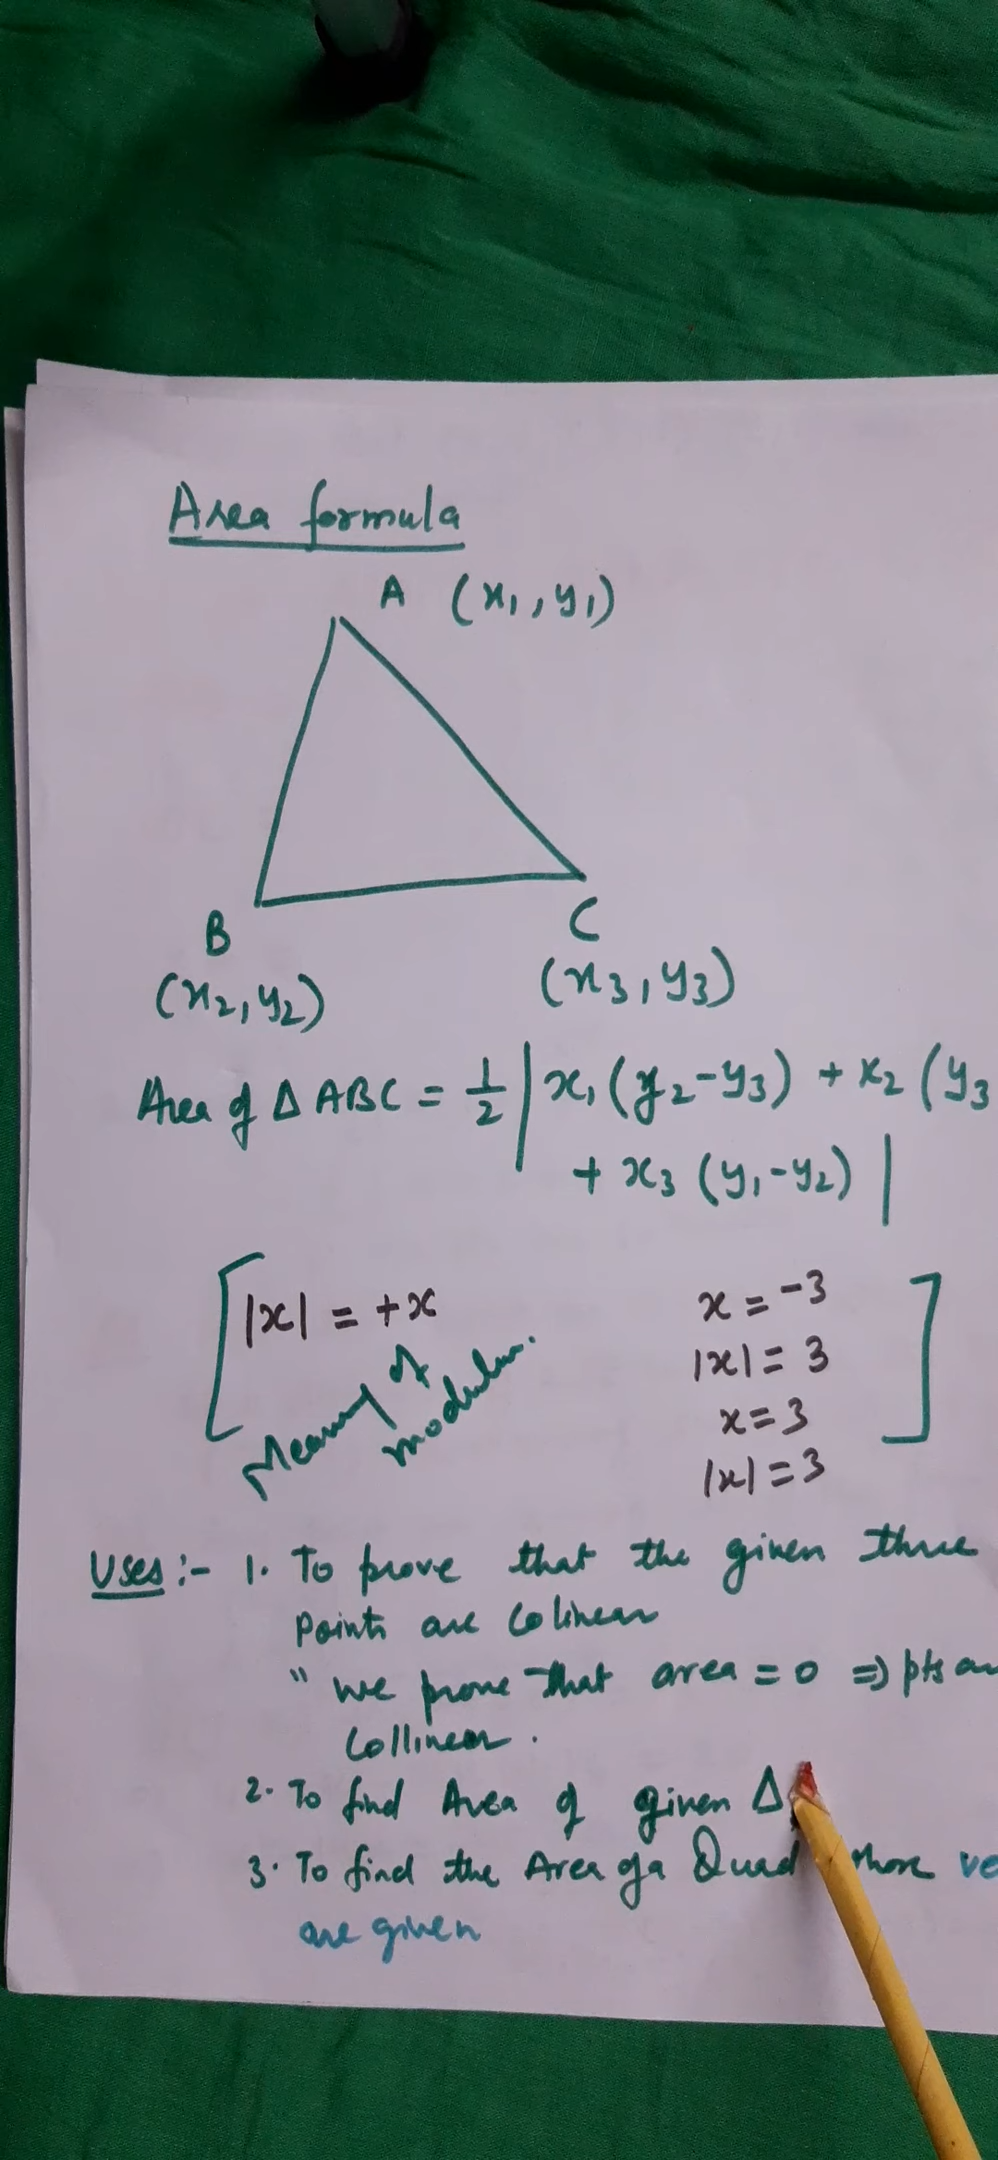 Area formula
A (x₁, y₁)
B
C
(x₂, y₂)
(x₃, y₃)
Area of Δ ABC = 1/2 | x₁ (y₂-y₃) + x₂ (y₃
+ x₃ (y₁-y₂) |
[ |x| = +x
x = -3 ]
Meaning of
modulus.
|x| = 3
x = 3
|x| = 3
Uses :- 1. To prove that the given three
points are Colinear
" We prove that area = 0 => pts
Collinear .
2. To find Area of given Δ
3. To find the Area of a Quad
are given